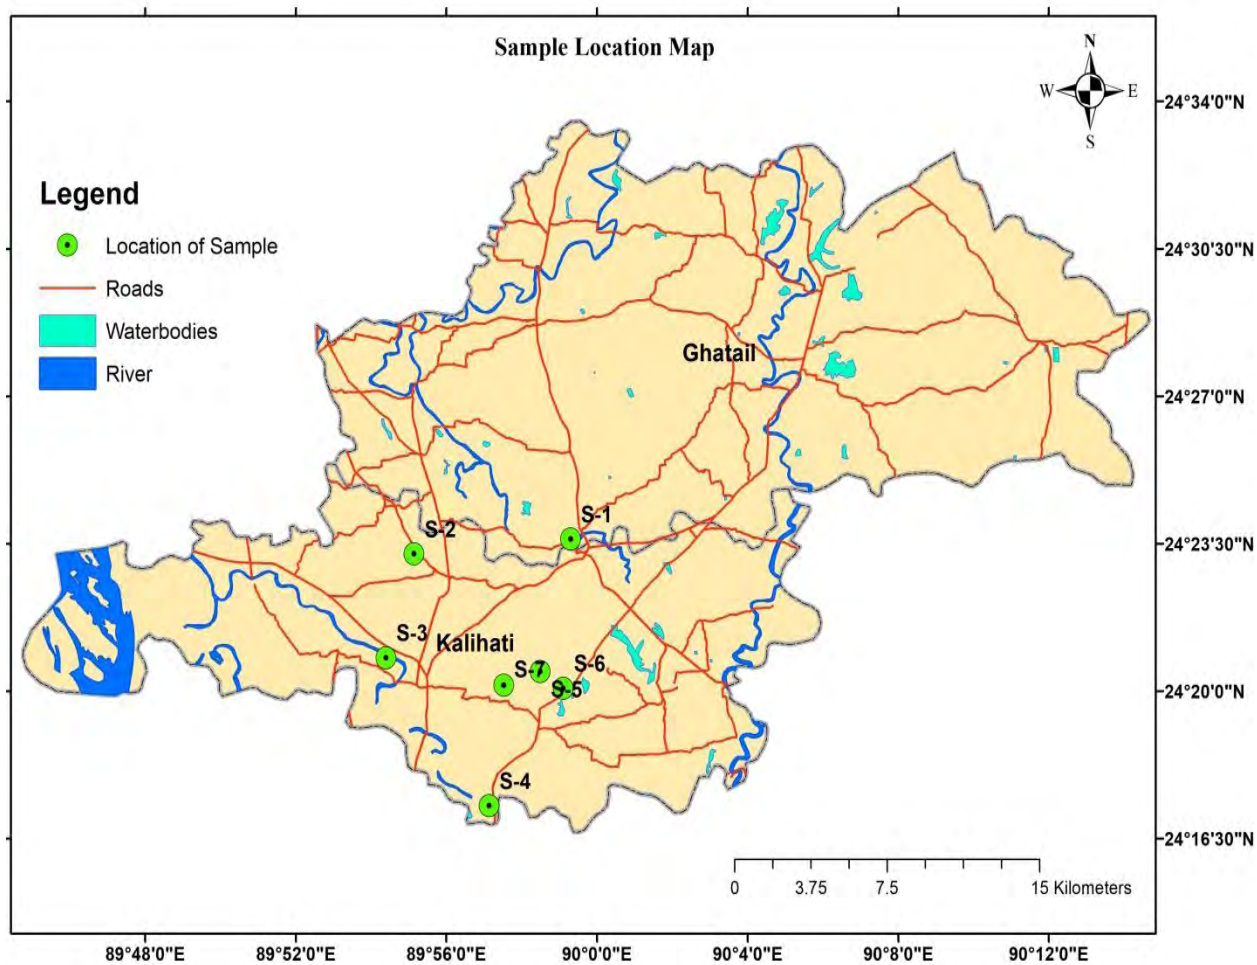 Sample Location Map
N
W E
S
24°34'0"N
Legend
Location of Sample
24°30'30"N
Roads
Waterbodies
River
Ghatail
24°27'0"N
S-1
S-2
24°23'30"N
S-3
Kalihati
S-7
S-6
S-5
24°20'0"N
S-4
24°16'30"N
0 3.75 7.5 15 Kilometers
89°48'0"E 89°52'0"E 89°56'0"E 90°0'0"E 90°4'0"E 90°8'0"E 90°12'0"E